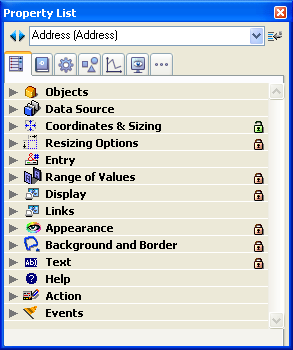 Property List
Address (Address)
Objects
Data Source
Coordinates & Sizing
Resizing Options
Entry
Range of Values
Display
Links
Appearance
Background and Border
Text
Help
Action
Events